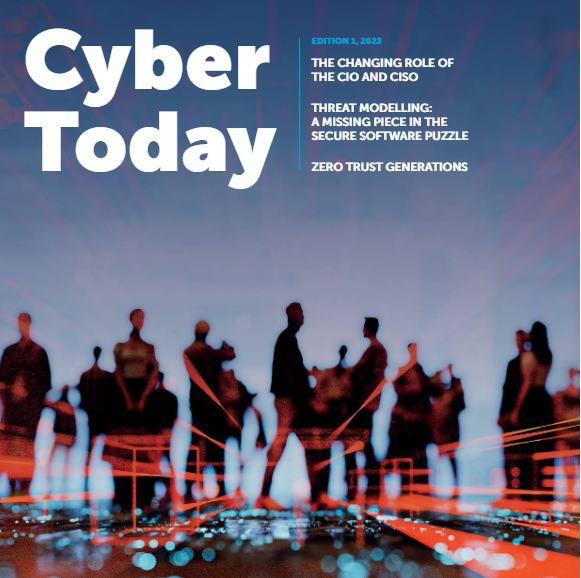 Cyber
Today
EDITION 1, 2022
THE CHANGING ROLE OF
THE CIO AND CISO
THREAT MODELLING:
A MISSING PIECE IN THE
SECURE SOFTWARE PUZZLE
ZERO TRUST GENERATIONS